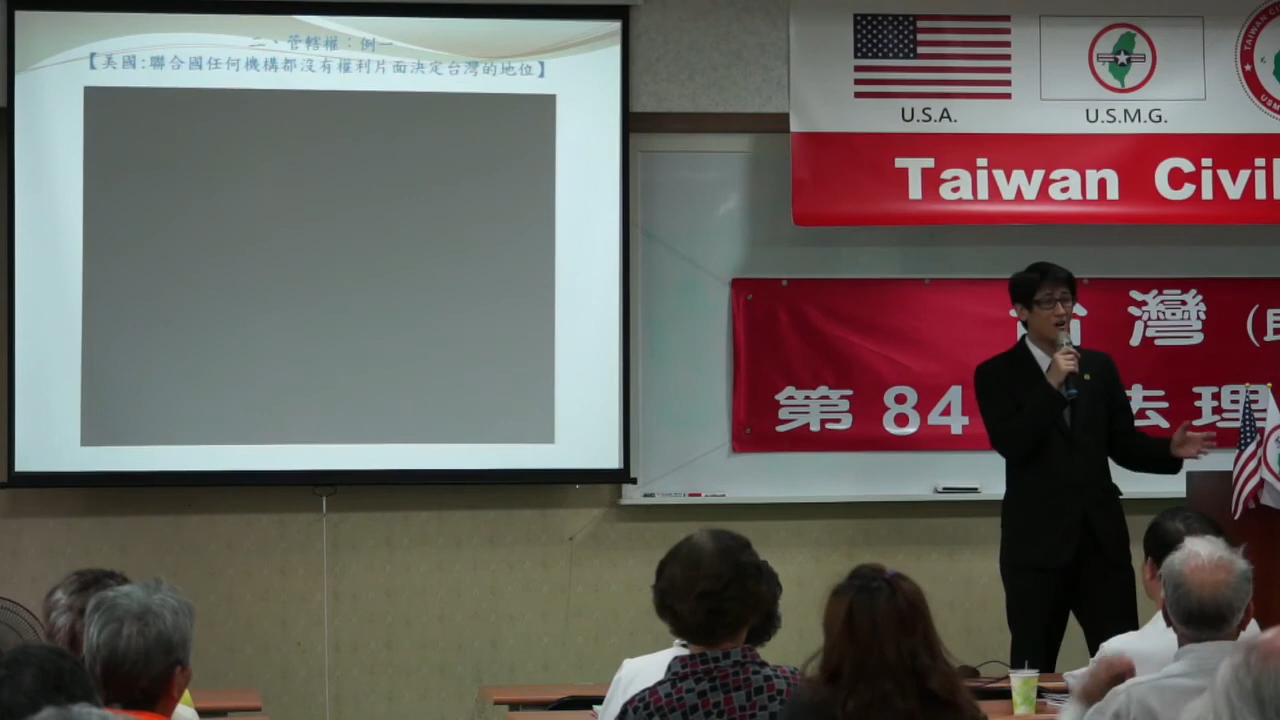 二、管轄權：例一
【美國:聯合國任何機構都沒有權利片面決定台灣的地位】
U.S.A.
U.S.M.G.
Taiwan Civil
灣（民
第 84
法理